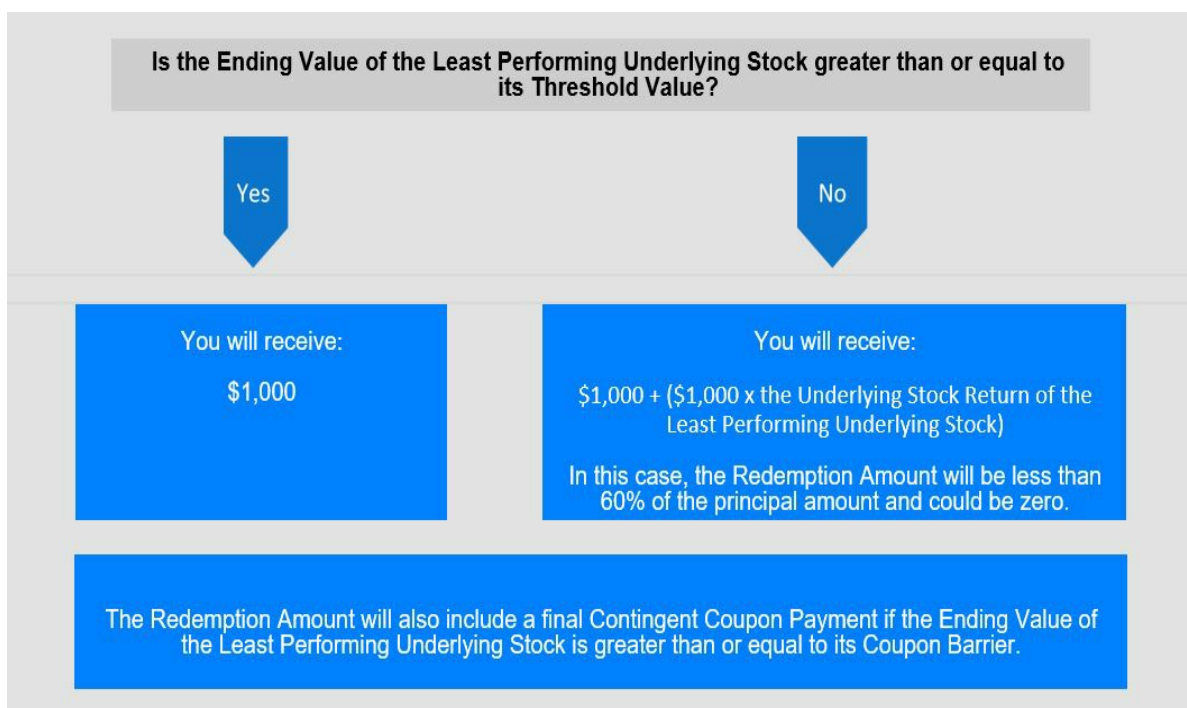 Is the Ending Value of the Least Performing Underlying Stock greater than or equal to
its Threshold Value?
Yes
No
You will receive:
$1,000
You will receive:
$1,000 + ($1,000 x the Underlying Stock Return of the
Least Performing Underlying Stock)
In this case, the Redemption Amount will be less than
60% of the principal amount and could be zero.
The Redemption Amount will also include a final Contingent Coupon Payment if the Ending Value of
the Least Performing Underlying Stock is greater than or equal to its Coupon Barrier.